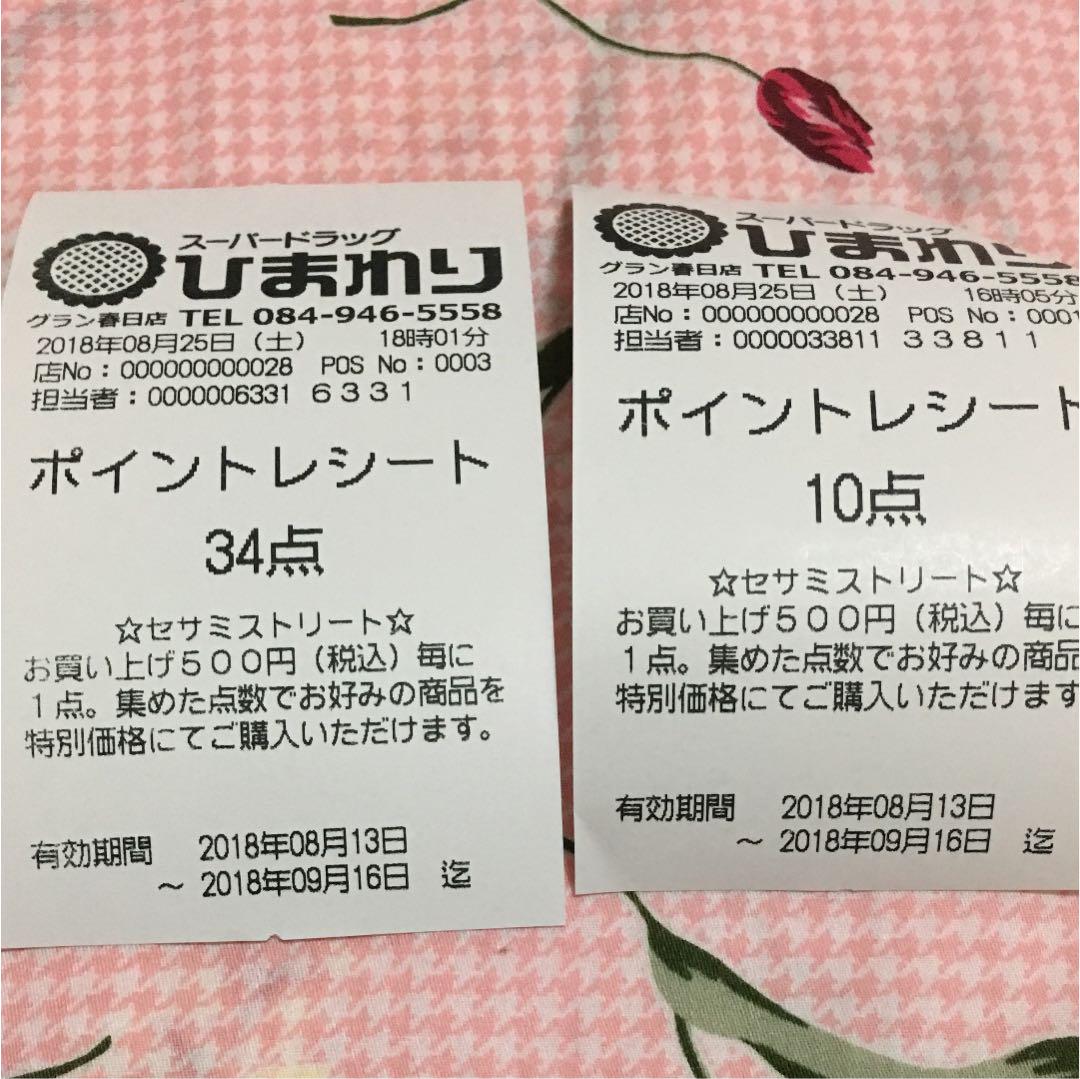 スーパードラッグ
ひまわり
グラン春日店 TEL 084-946-5558
2018年08月25日（土） 18時01分
店No：000000000028 POS No：0003
担当者：0000006331 ６３３１
ポイントレシート
34点
☆セサミストリート☆
お買い上げ５００円（税込）毎に
１点。集めた点数でお好みの商品を
特別価格にてご購入いただけます。
有効期間 2018年08月13日
～ 2018年09月16日 迄
スーパードラッグ
ひまわり
グラン春日店 TEL 084-946-5558
2018年08月25日（土） 16時05分
店No：000000000028 POS No：0001
担当者：0000033811 ３３８１１
ポイントレシート
10点
☆セサミストリート☆
お買い上げ５００円（税込）毎に
１点。集めた点数でお好みの商品
特別価格にてご購入いただけます
有効期間 2018年08月13日
～ 2018年09月16日 迄